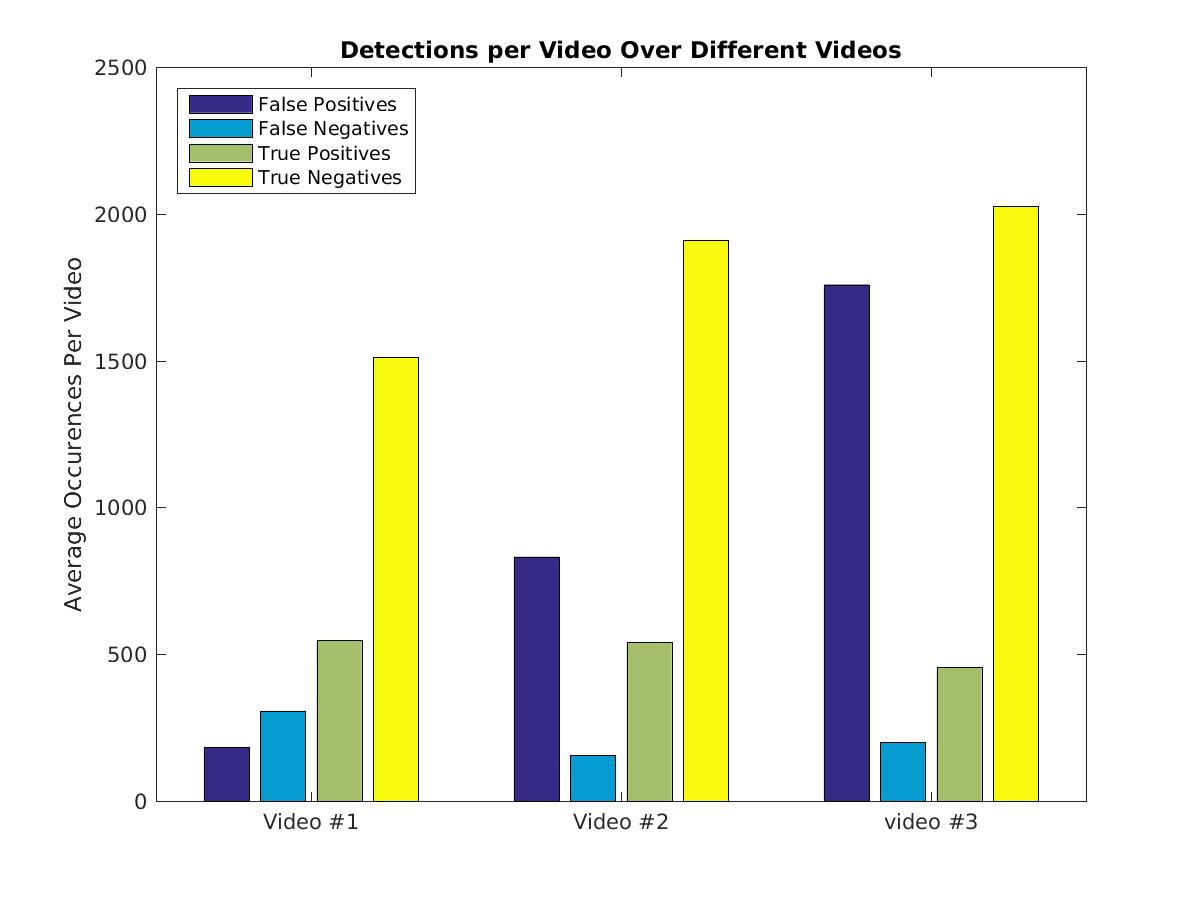 Detections per Video Over Different Videos
2500
2000
1500
1000
500
0
Average Occurences Per Video
False Positives
False Negatives
True Positives
True Negatives
Video #1
Video #2
video #3